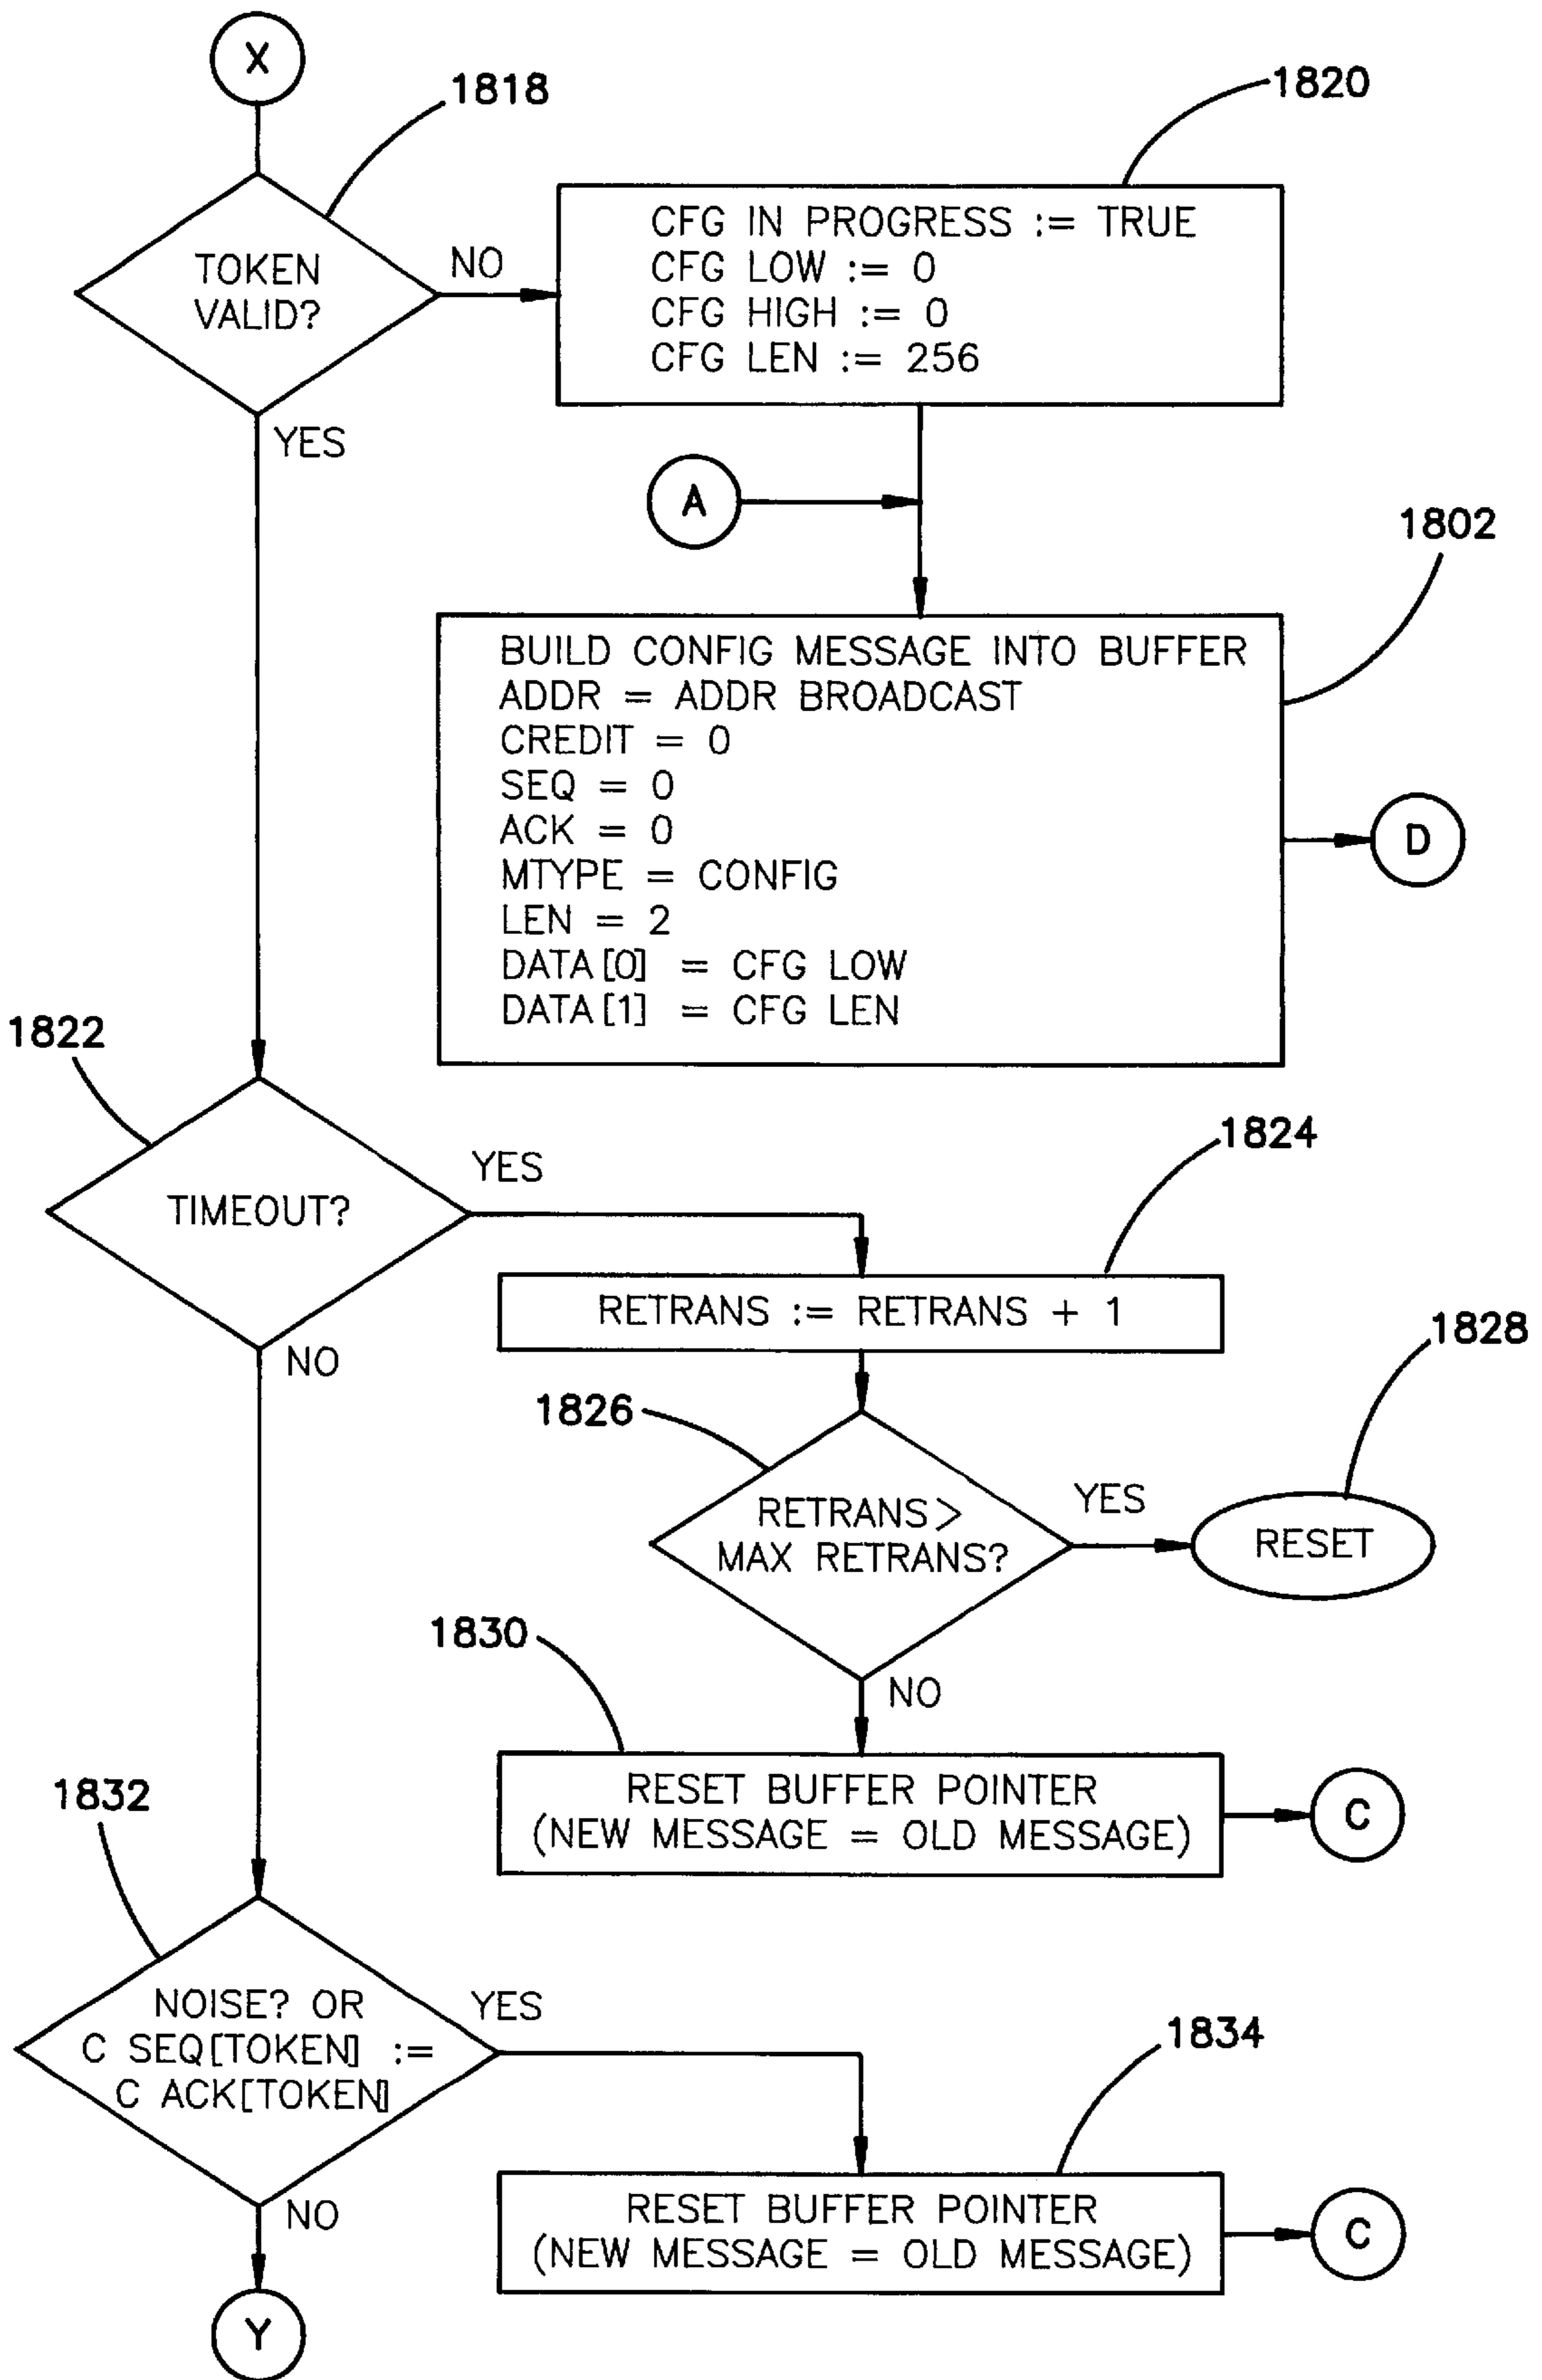 X
1818
1820
TOKEN
VALID?
NO
YES
CFG IN PROGRESS := TRUE
CFG LOW := 0
CFG HIGH := 0
CFG LEN := 256
A
1802
BUILD CONFIG MESSAGE INTO BUFFER
ADDR = ADDR BROADCAST
CREDIT = 0
SEQ = 0
ACK = 0
MTYPE = CONFIG
LEN = 2
DATA[0] = CFG LOW
DATA[1] = CFG LEN
D
1822
TIMEOUT?
YES
NO
1824
RETRANS := RETRANS + 1
1826
RETRANS >
MAX RETRANS?
YES
1828
RESET
NO
1830
RESET BUFFER POINTER
(NEW MESSAGE = OLD MESSAGE)
C
1832
NOISE? OR
C SEQ[TOKEN] :=
C ACK[TOKEN]
YES
NO
1834
RESET BUFFER POINTER
(NEW MESSAGE = OLD MESSAGE)
C
Y